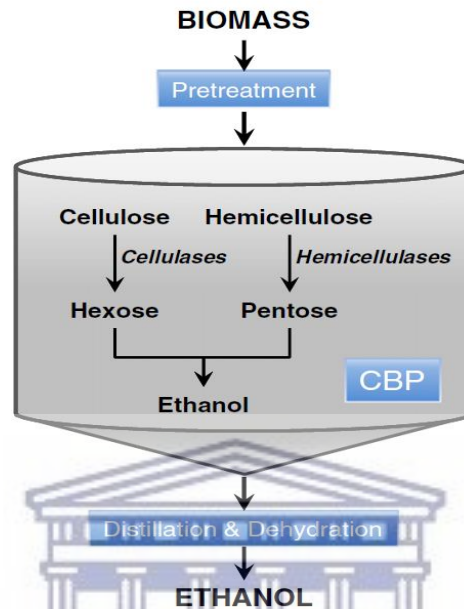 BIOMASS
Pretreatment
Cellulose Hemicellulose
Cellulases Hemicellulases
Hexose Pentose
Ethanol
CBP
Distillation & Dehydration
ETHANOL